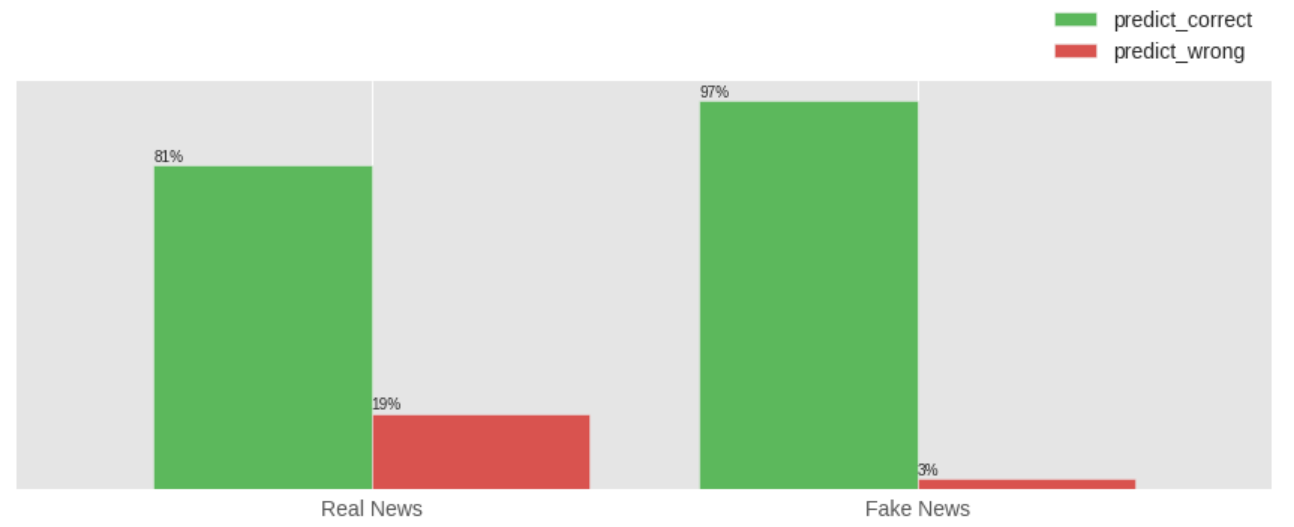 predict_correct
predict_wrong
97%
81%
19%
3%
Real News
Fake News